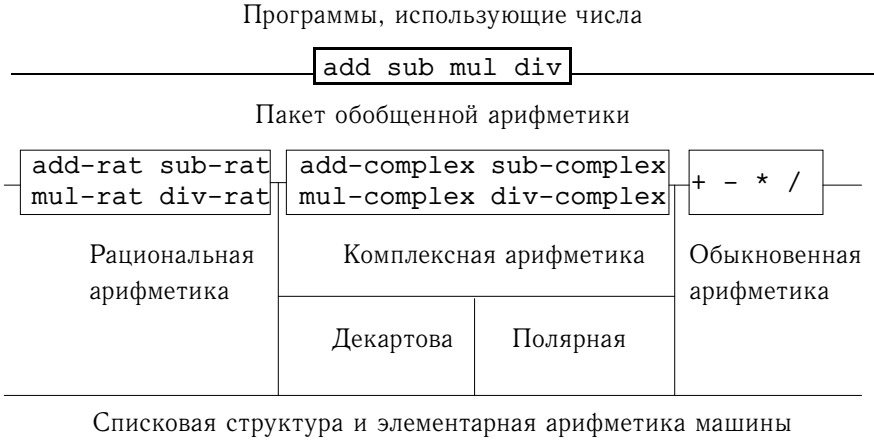 Программы, использующие числа
add sub mul div
Пакет обобщенной арифметики
add-rat sub-rat
mul-rat div-rat
add-complex sub-complex
mul-complex div-complex
+ - * /
Рациональная
арифметика
Комплексная арифметика
Обыкновенная
арифметика
Декартова
Полярная
Списковая структура и элементарная арифметика машины